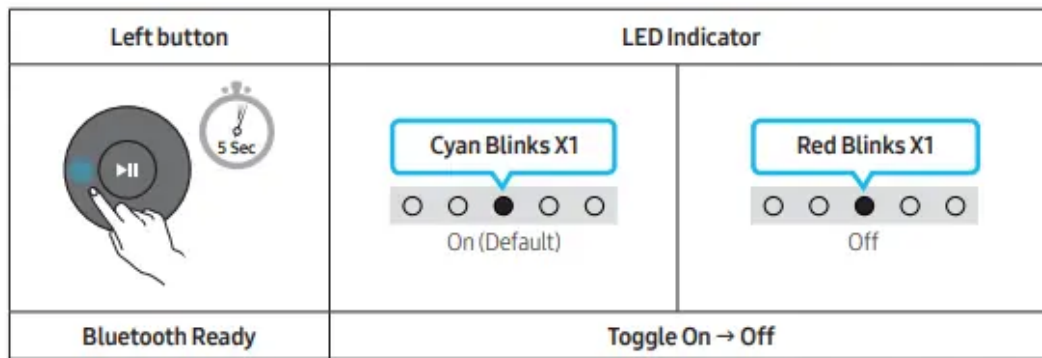 Left button
LED Indicator
5 Sec
Cyan Blinks X1
Red Blinks X1
On (Default)
Off
Bluetooth Ready
Toggle On → Off